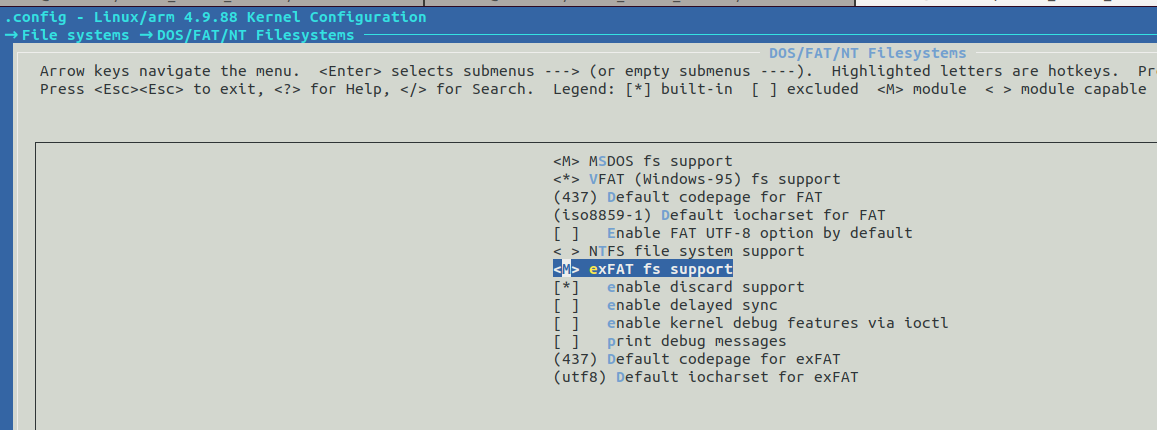 .config - Linux/arm 4.9.88 Kernel Configuration
→File systems →DOS/FAT/NT Filesystems
DOS/FAT/NT Filesystems
Arrow keys navigate the menu.  <Enter> selects submenus ---> (or empty submenus ----).  Highlighted letters are hotkeys.
Press <Esc><Esc> to exit, <?> for Help, </> for Search.  Legend: [*] built-in  [ ] excluded  <M> module  < > module capable
<M> MSDOS fs support
<*> VFAT (Windows-95) fs support
(437) Default codepage for FAT
(iso8859-1) Default iocharset for FAT
[ ]   Enable FAT UTF-8 option by default
< > NTFS file system support
<M> exFAT fs support
[*]   enable discard support
[ ]   enable delayed sync
[ ]   enable kernel debug features via ioctl
[ ]   print debug messages
(437) Default codepage for exFAT
(utf8) Default iocharset for exFAT